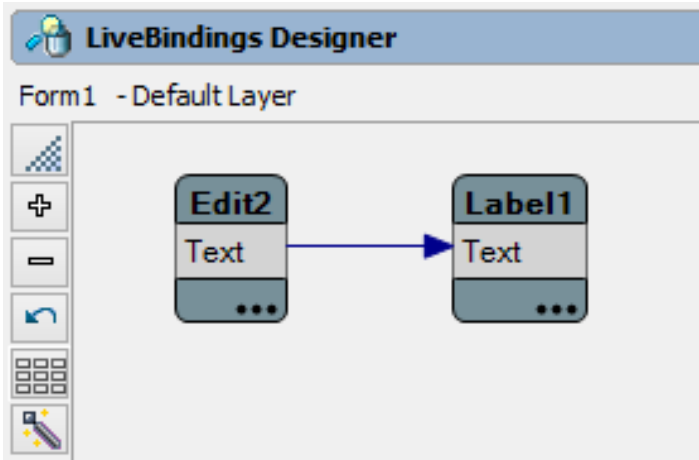 LiveBindings Designer
Form1 - Default Layer
Edit2 Label1
Text Text